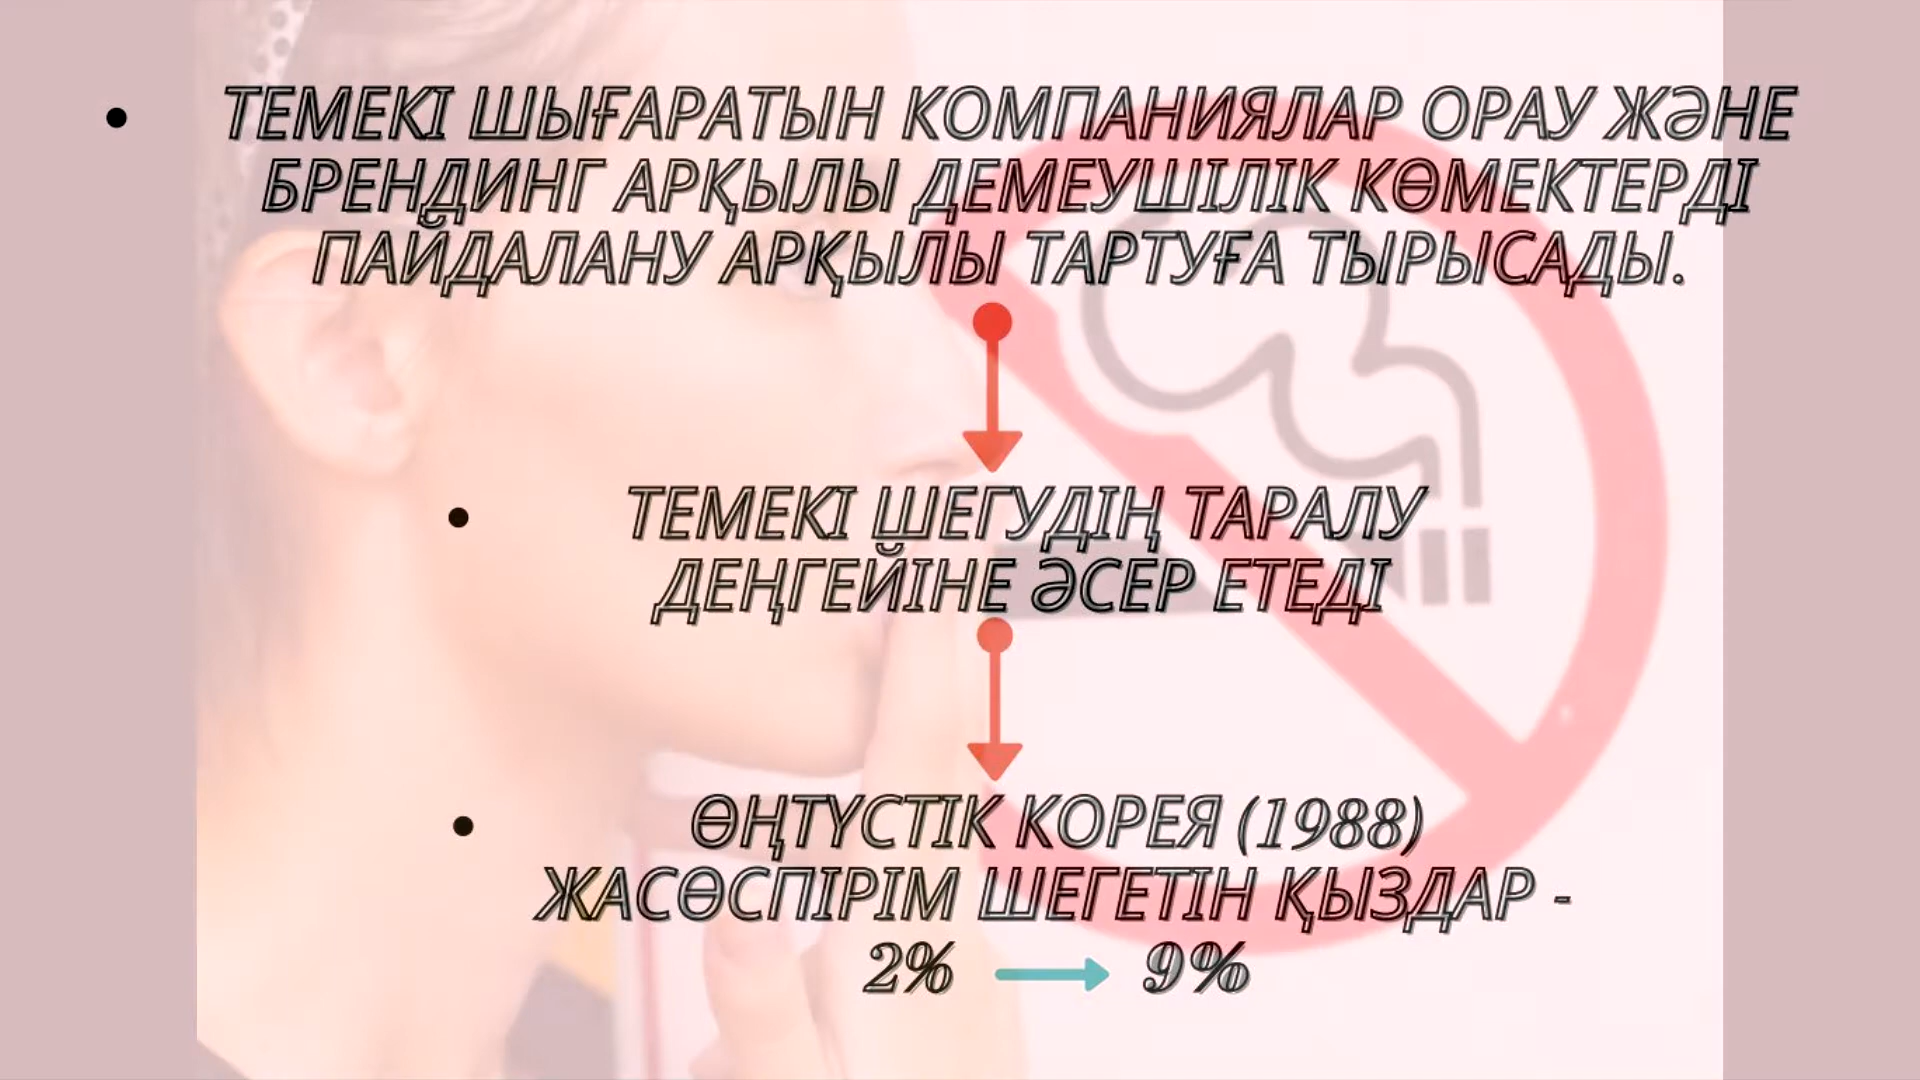 • ТЕМЕКІ ШЫҒАРАТЫН КОМПАНИЯЛАР ОРАУ ЖӘНЕ
БРЕНДИНГ АРҚЫЛЫ ДЕМЕУШІЛІК КӨМЕКТЕРДІ
ПАЙДАЛАНУ АРҚЫЛЫ ТАРТУҒА ТЫРЫСАДЫ.
• ТЕМЕКІ ШЕГУДІҢ ТАРАЛУ
ДЕҢГЕЙІНЕ ӘСЕР ЕТЕДІ
• ӨҢТҮСТІК КОРЕЯ (1988)
ЖАСӨСПІРІМ ШЕГЕТІН ҚЫЗДАР -
2% → 9%